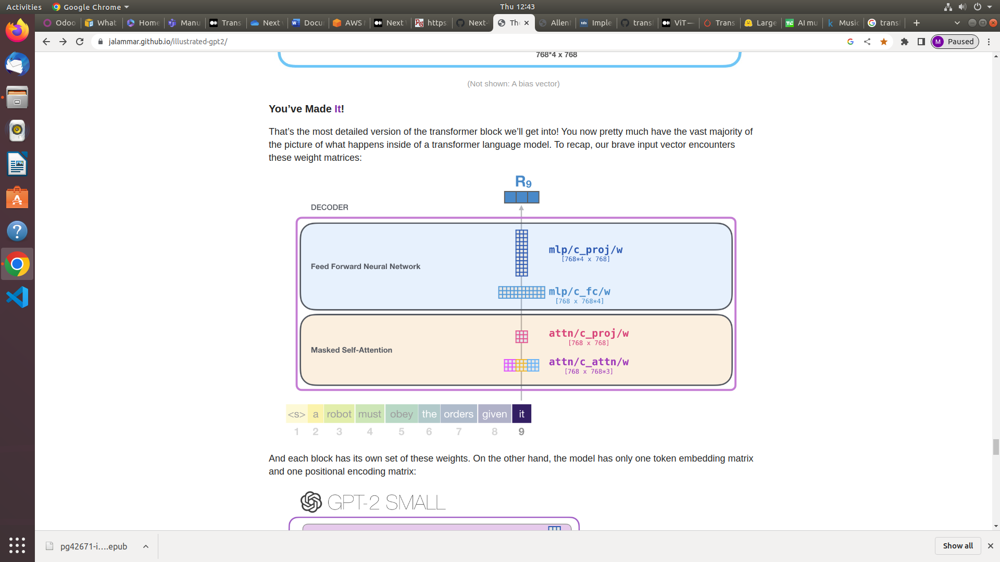 Activities
Google Chrome
Thu 12:43
Odoo
What
Home
Manu
Trans
Next
Docu
AWS
Next
https
Next-
Th
Allen
Imple
trans
ViT —
Trans
Large
AI mu
Music
trans
jalammar.github.io/illustrated-gpt2/
M
Paused
768*4 x 768
(Not shown: A bias vector)
You’ve Made It!
That’s the most detailed version of the transformer block we’ll get into! You now pretty much have the vast majority of
the picture of what happens inside of a transformer language model. To recap, our brave input vector encounters
these weight matrices:
R9
DECODER
mlp/c_proj/w
[768*4 x 768]
Feed Forward Neural Network
mlp/c_fc/w
[768 x 768*4]
attn/c_proj/w
[768 x 768]
Masked Self-Attention
attn/c_attn/w
[768 x 768*3]
<s> a robot must obey the orders given it
1 2 3 4 5 6 7 8 9
And each block has its own set of these weights. On the other hand, the model has only one token embedding matrix
and one positional encoding matrix:
GPT-2 SMALL
pg42671-i....epub
Show all